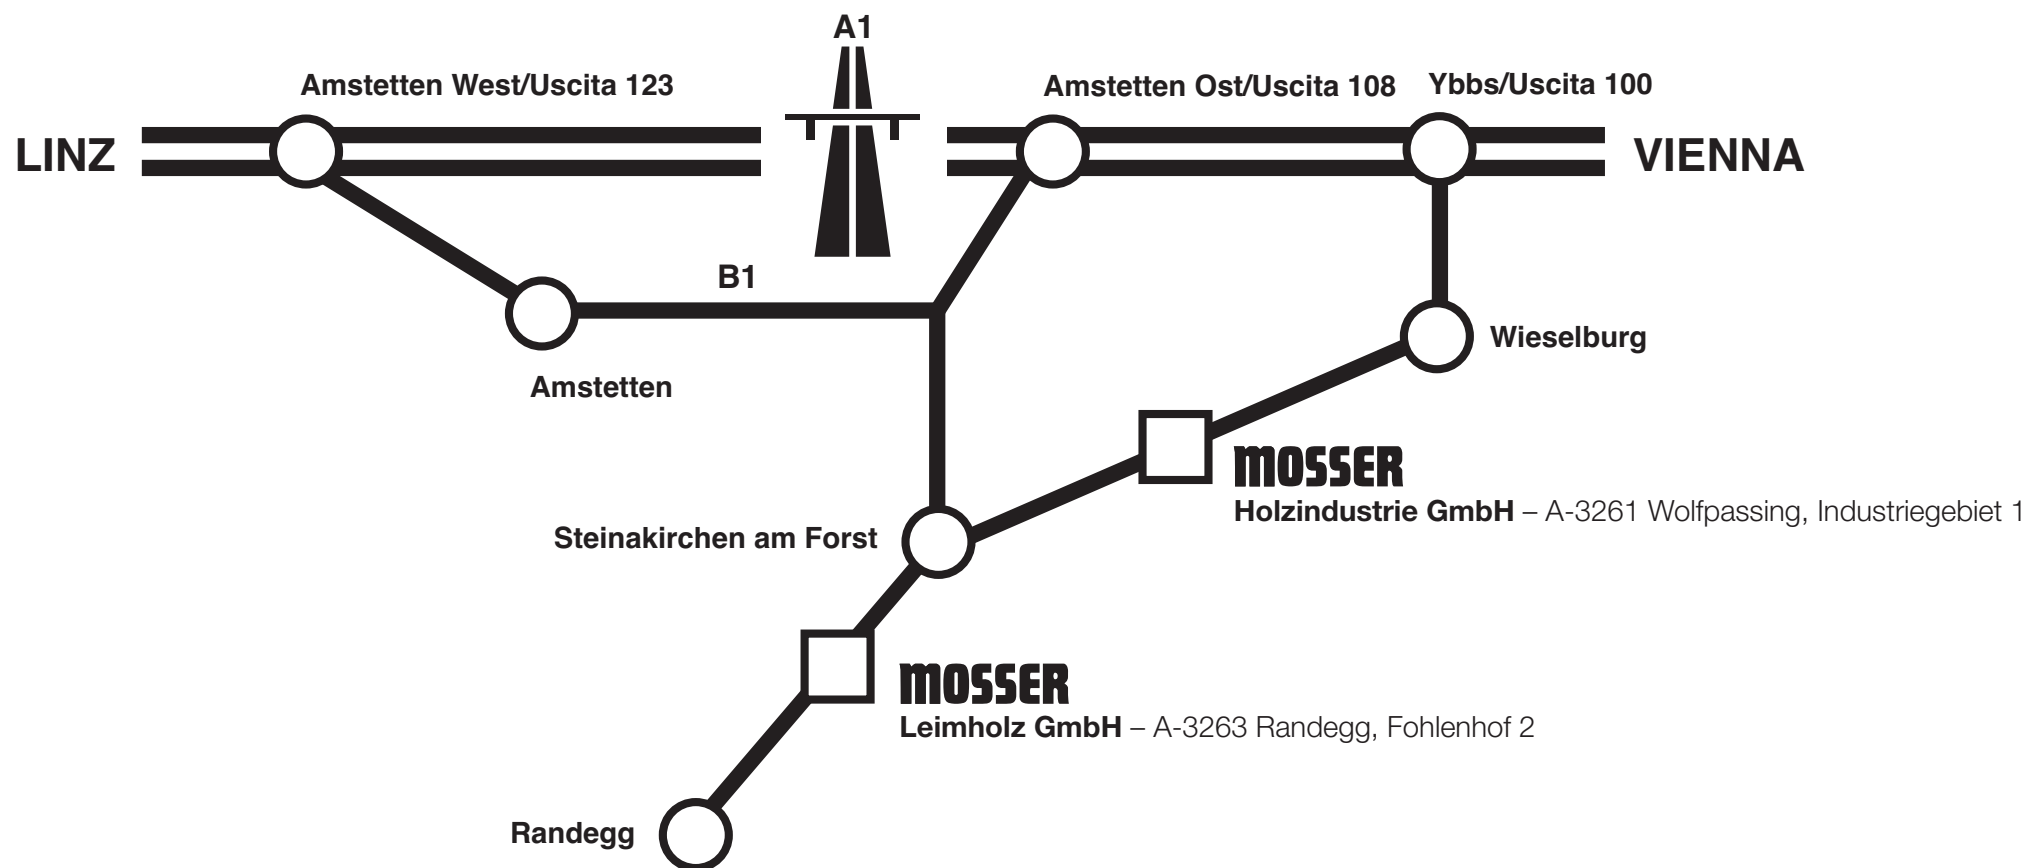 A1
Amstetten West/Uscita 123
Amstetten Ost/Uscita 108
Ybbs/Uscita 100
LINZ
VIENNA
B1
Wieselburg
Amstetten
MOSSER
Holzindustrie GmbH – A-3261 Wolfpassing, Industriegebiet 1
Steinakirchen am Forst
MOSSER
Leimholz GmbH – A-3263 Randegg, Fohlenhof 2
Randegg